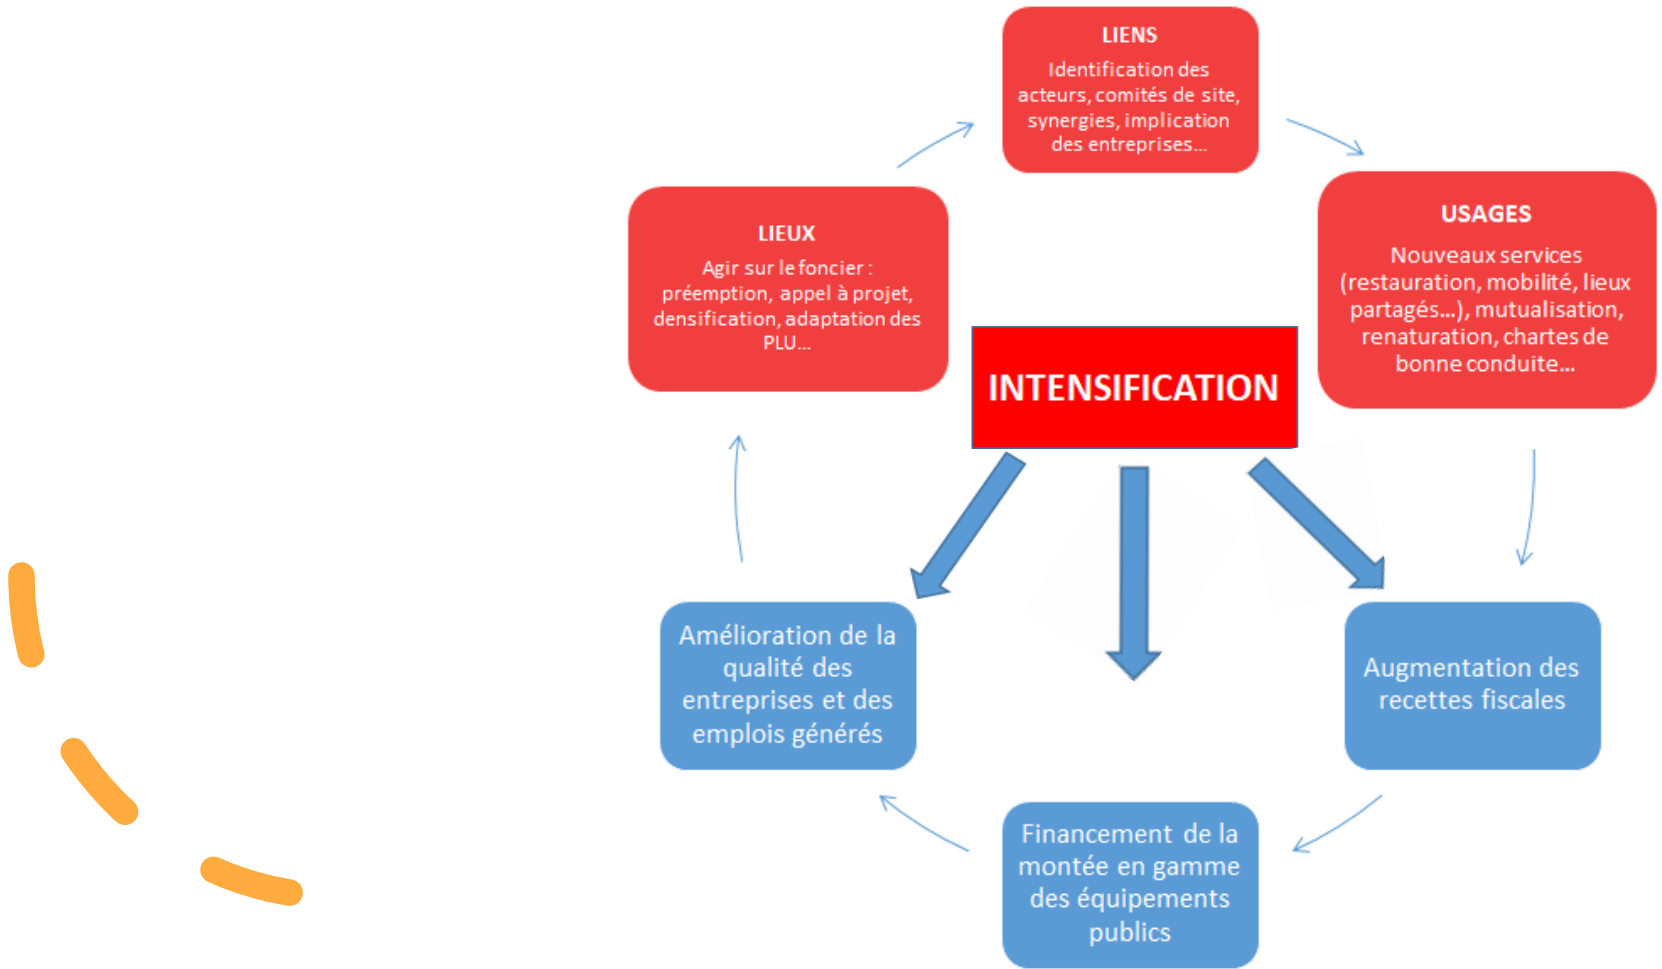 LIENS
Identification des
acteurs, comités de site,
synergies, implication
des entreprises...
USAGES
Nouveaux services
(restauration, mobilité, lieux
partagés...), mutualisation,
renaturation, chartes de
bonne conduite...
LIEUX
Agir sur le foncier :
préemption, appel à projet,
densification, adaptation des
PLU...
INTENSIFICATION
Amélioration de la
qualité des
entreprises et des
emplois générés
Augmentation des
recettes fiscales
Financement de la
montée en gamme
des équipements
publics